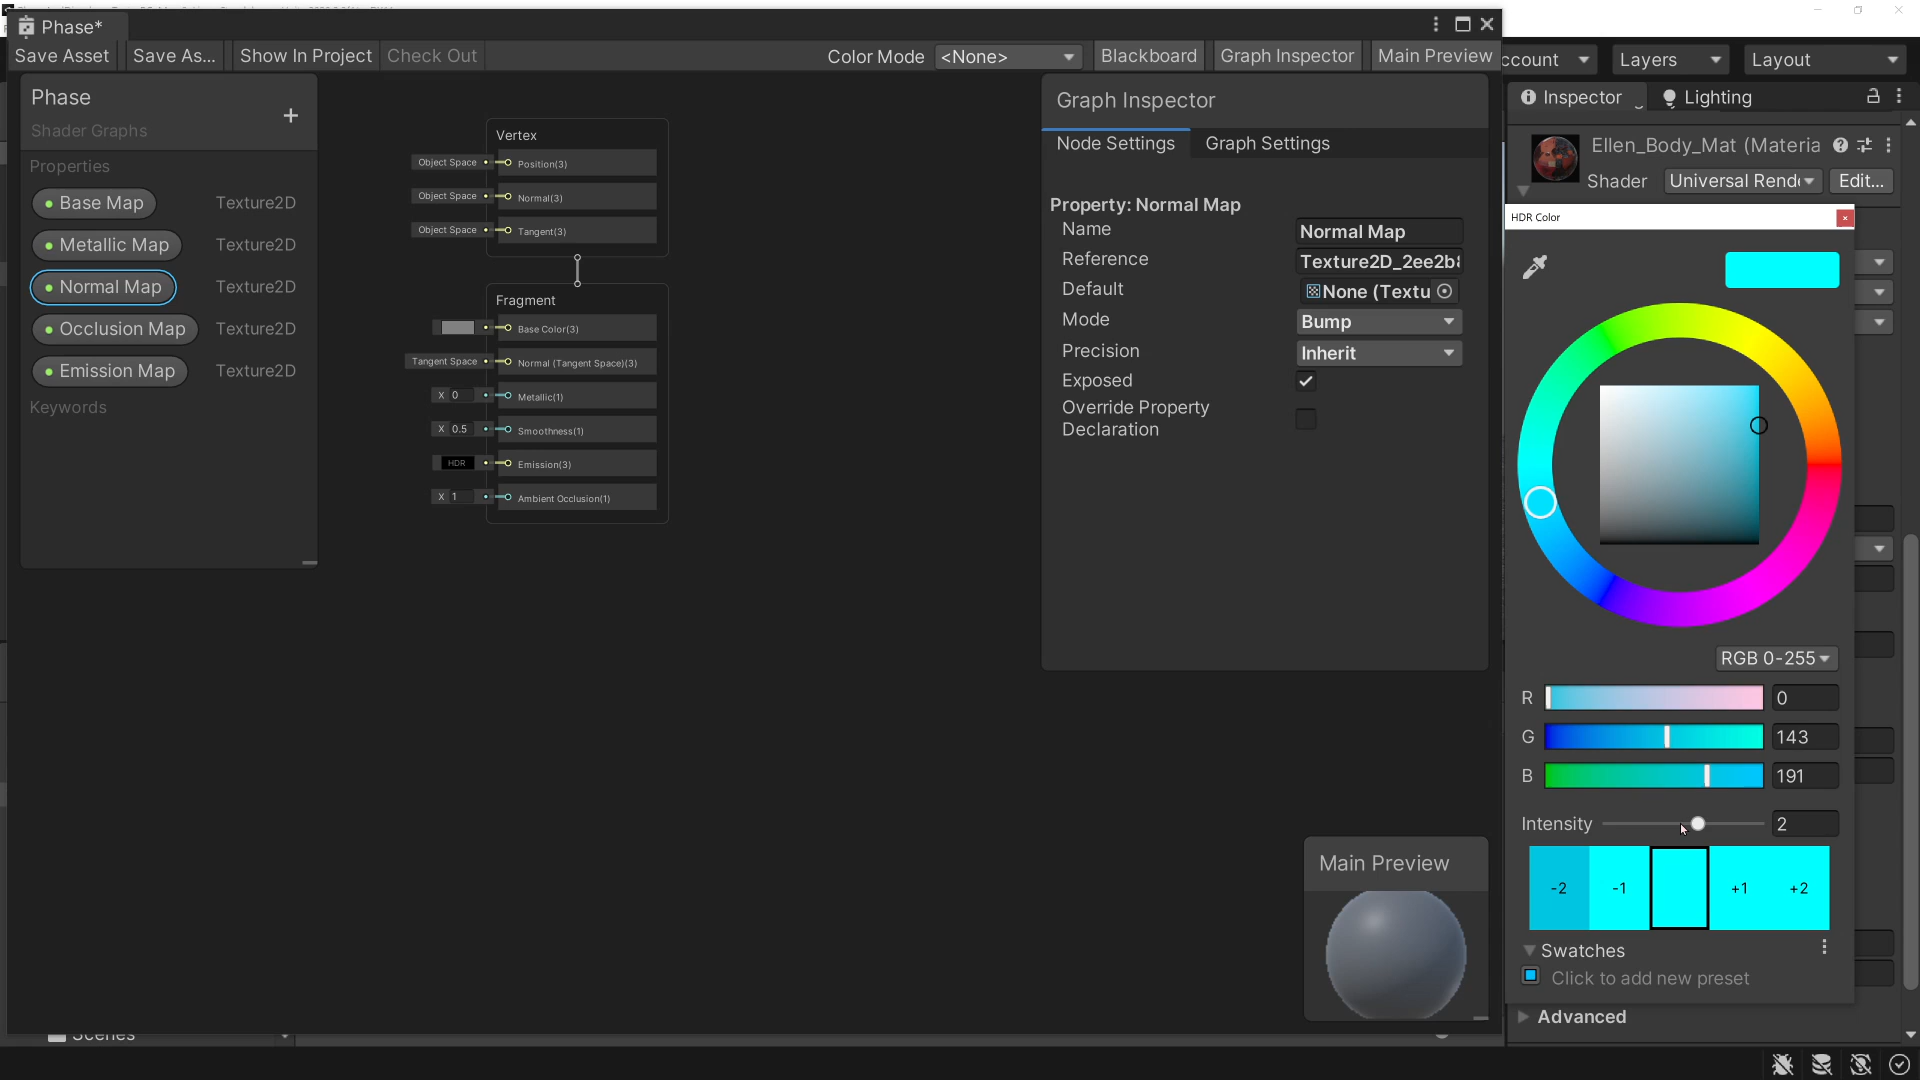 Phase*
Save Asset
Save As...
Show In Project
Check Out
Color Mode
<None>
Blackboard
Graph Inspector
Main Preview
ccount
Layers
Layout
Phase
+
Shader Graphs
Properties
Base Map Texture2D
Metallic Map Texture2D
Normal Map Texture2D
Occlusion Map Texture2D
Emission Map Texture2D
Keywords
Vertex
Object Space Position(3)
Object Space Normal(3)
Object Space Tangent(3)
Fragment
Base Color(3)
Tangent Space Normal (Tangent Space)(3)
X 0 Metallic(1)
X 0.5 Smoothness(1)
HDR Emission(3)
X 1 Ambient Occlusion(1)
Graph Inspector
Node Settings Graph Settings
Property: Normal Map
Name Normal Map
Reference Texture2D_2ee2b
Default None (Textu
Mode Bump
Precision Inherit
Exposed
Override Property
Declaration
Main Preview
Inspector Lighting
Ellen_Body_Mat (Materia
Shader Universal Rend Edit...
HDR Color
RGB 0-255
R 0
G 143
B 191
Intensity 2
-2 -1 +1 +2
Swatches
Click to add new preset
Advanced
Scenes